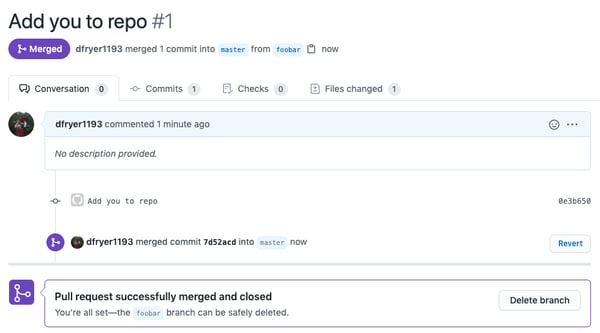 Add you to repo #1
Merged dfryer1193 merged 1 commit into master from foobar now
Conversation 0 Commits 1 Checks 0 Files changed 1
dfryer1193 commented 1 minute ago
No description provided.
Add you to repo 0e3b650
dfryer1193 merged commit 7d52acd into master now Revert
Pull request successfully merged and closed
You're all set—the foobar branch can be safely deleted.
Delete branch